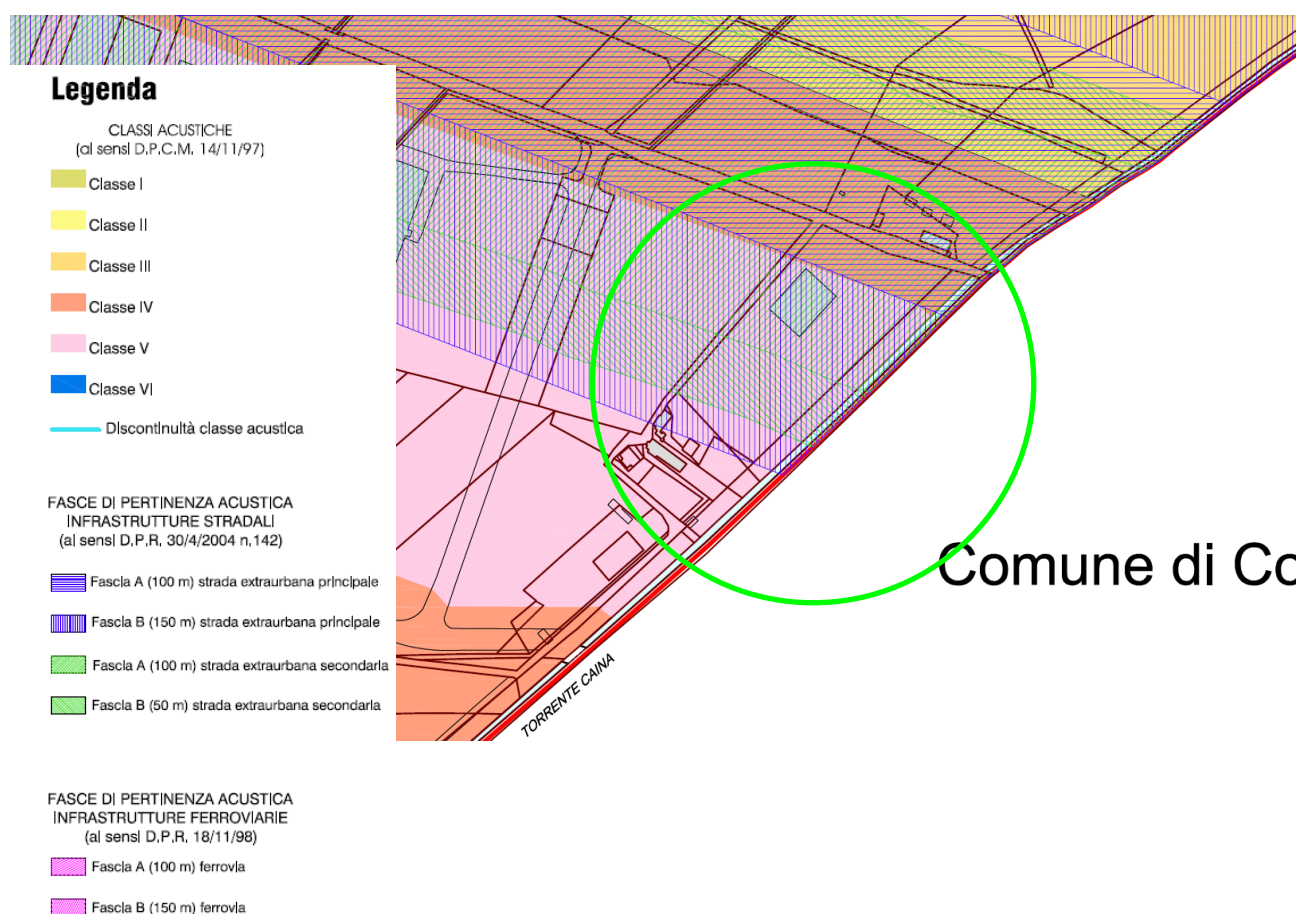 Legenda
CLASSI ACUSTICHE
(ai sensi D.P.C.M. 14/11/97)
Classe I
Classe II
Classe III
Classe IV
Classe V
Classe VI
Discontinuità classe acustica
FASCE DI PERTINENZA ACUSTICA
INFRASTRUTTURE STRADALI
(ai sensi D.P.R. 30/4/2004 n.142)
Fascia A (100 m) strada extraurbana principale
Fascia B (150 m) strada extraurbana principale
Fascia A (100 m) strada extraurbana secondaria
Fascia B (50 m) strada extraurbana secondaria
FASCE DI PERTINENZA ACUSTICA
INFRASTRUTTURE FERROVIARIE
(ai sensi D.P.R. 18/11/98)
Fascia A (100 m) ferrovia
Fascia B (150 m) ferrovia
Comune di Co
TORRENTE CAINA